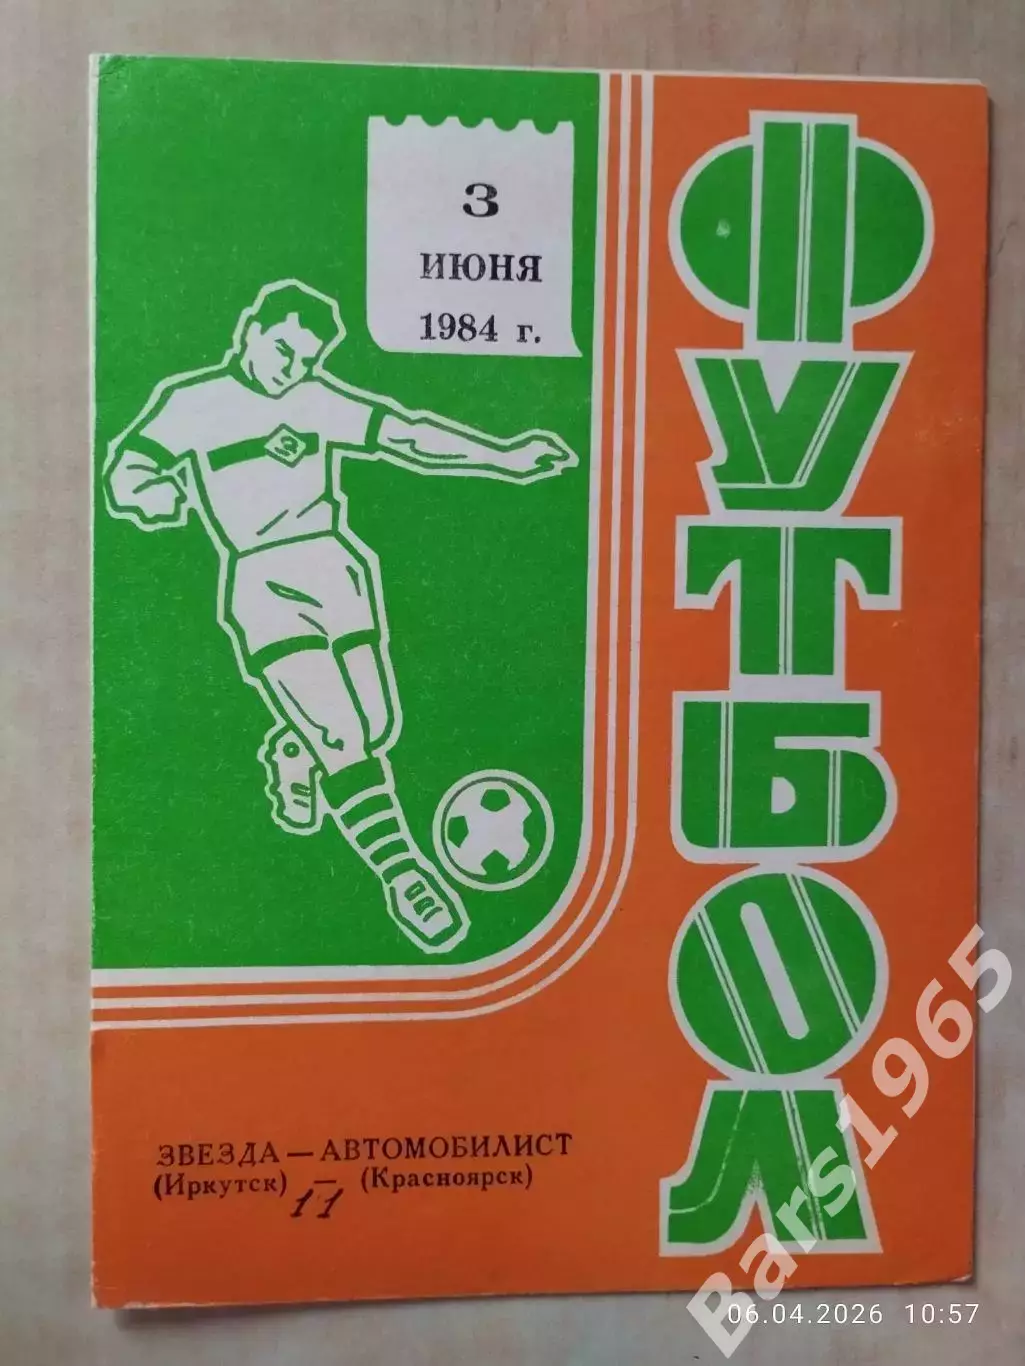 3
ИЮНЯ
1984 г.
ФУТБОЛ
З
ЗВЕЗДА — АВТОМОБИЛИСТ
(Иркутск) — (Красноярск)
1 1
Bars1965
06.04.2026 10:57